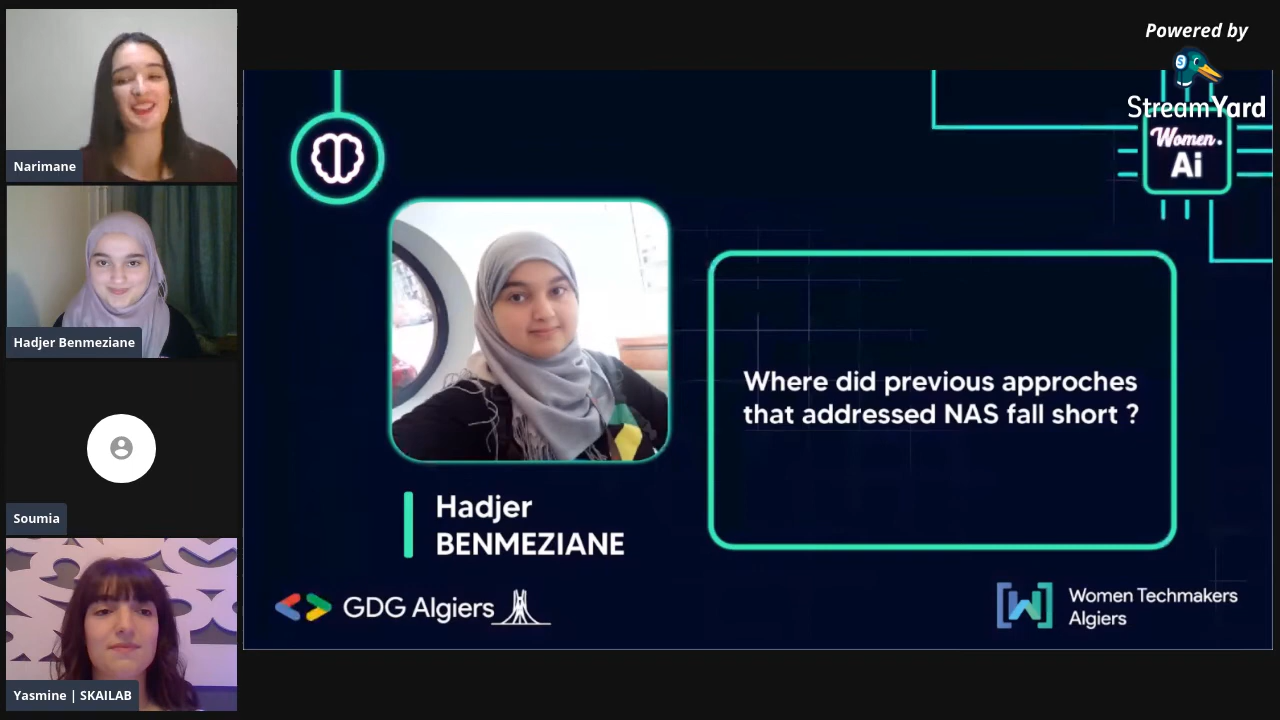 Narimane
Hadjer Benmeziane
Soumia
Yasmine | SKAILAB
Powered by
StreamYard
Women.
Ai
Where did previous approches
that addressed NAS fall short ?
Hadjer
BENMEZIANE
GDG Algiers
Women Techmakers
Algiers